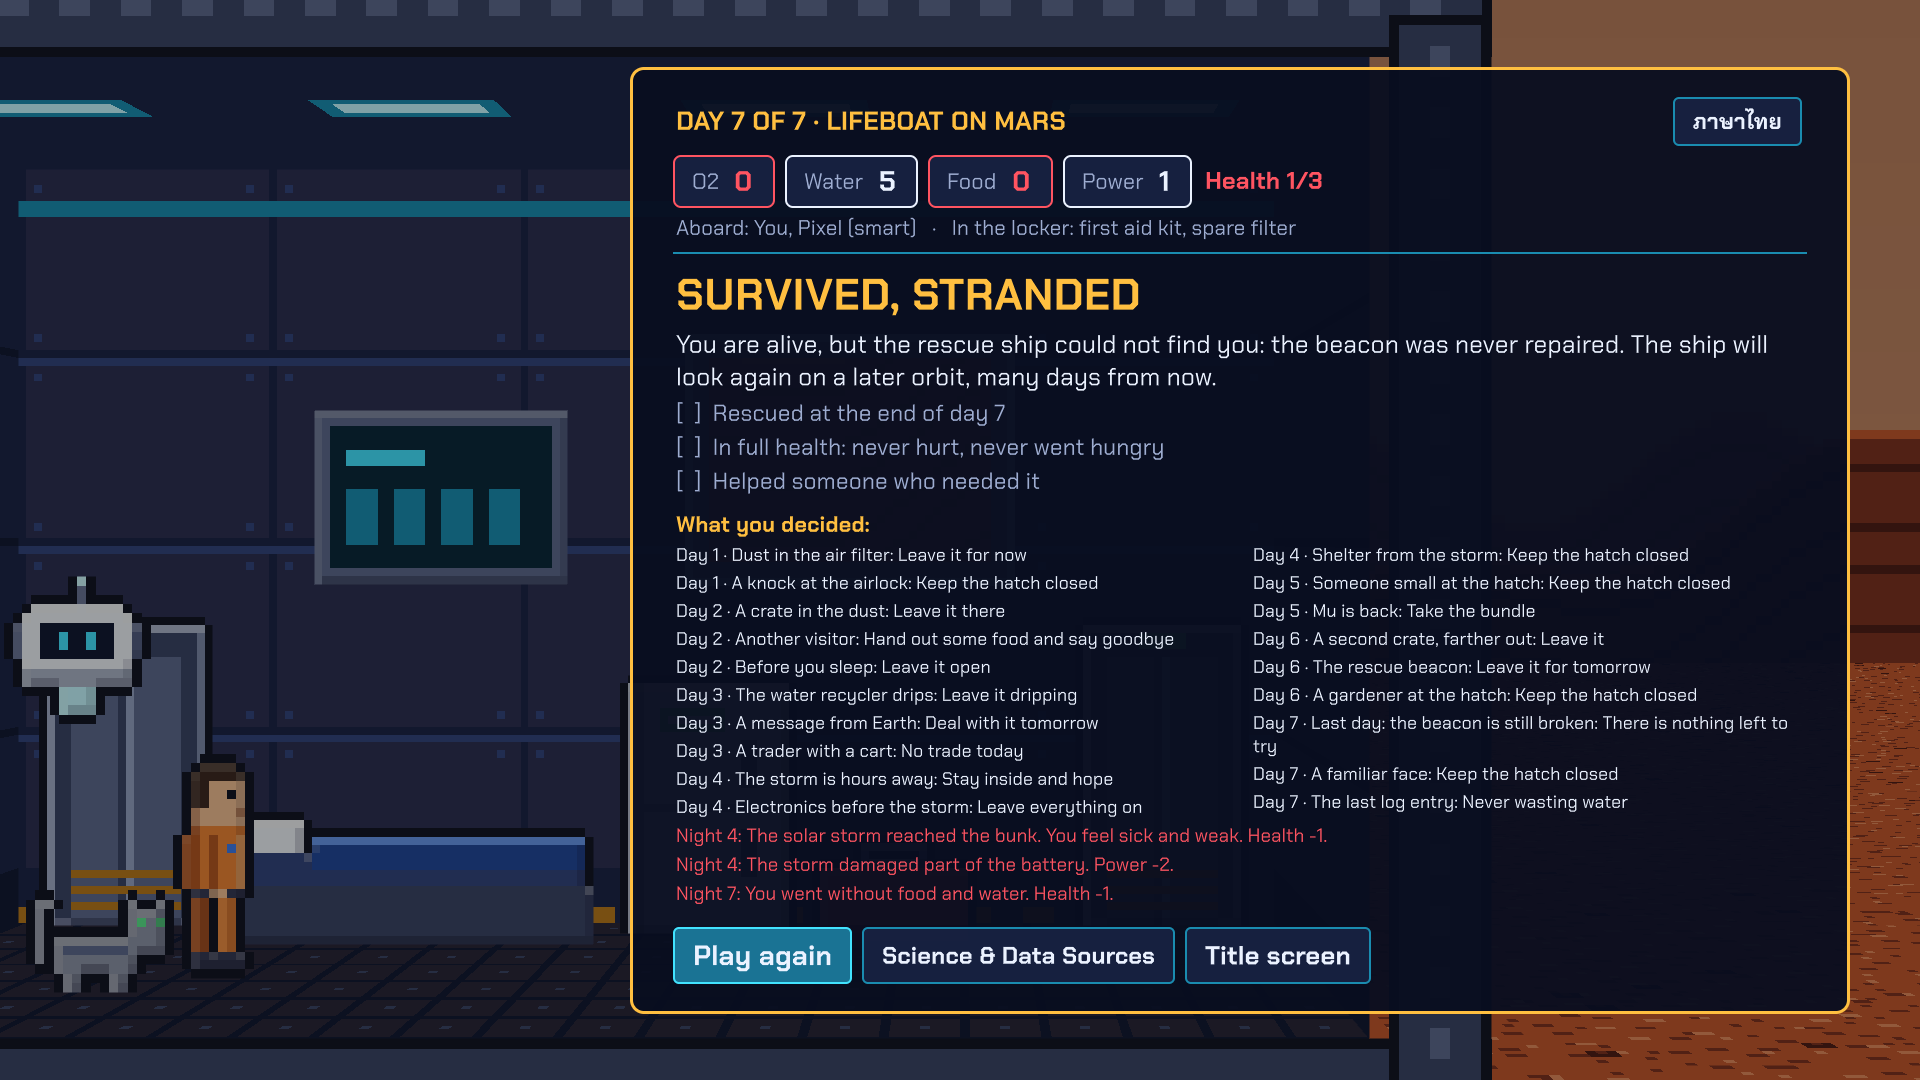 DAY 7 OF 7 · LIFEBOAT ON MARS
ภาษาไทย
O2 0
Water 5
Food 0
Power 1
Health 1/3
Aboard: You, Pixel (smart) · In the locker: first aid kit, spare filter
SURVIVED, STRANDED
You are alive, but the rescue ship could not find you: the beacon was never repaired. The ship will
look again on a later orbit, many days from now.
[ ] Rescued at the end of day 7
[ ] In full health: never hurt, never went hungry
[ ] Helped someone who needed it
What you decided:
Day 1 · Dust in the air filter: Leave it for now
Day 1 · A knock at the airlock: Keep the hatch closed
Day 2 · A crate in the dust: Leave it there
Day 2 · Another visitor: Hand out some food and say goodbye
Day 2 · Before you sleep: Leave it open
Day 3 · The water recycler drips: Leave it dripping
Day 3 · A message from Earth: Deal with it tomorrow
Day 3 · A trader with a cart: No trade today
Day 4 · The storm is hours away: Stay inside and hope
Day 4 · Electronics before the storm: Leave everything on
Day 4 · Shelter from the storm: Keep the hatch closed
Day 5 · Someone small at the hatch: Keep the hatch closed
Day 5 · Mu is back: Take the bundle
Day 6 · A second crate, farther out: Leave it
Day 6 · The rescue beacon: Leave it for tomorrow
Day 6 · A gardener at the hatch: Keep the hatch closed
Day 7 · Last day: the beacon is still broken: There is nothing left to
try
Day 7 · A familiar face: Keep the hatch closed
Day 7 · The last log entry: Never wasting water
Night 4: The solar storm reached the bunk. You feel sick and weak. Health -1.
Night 4: The storm damaged part of the battery. Power -2.
Night 7: You went without food and water. Health -1.
Play again
Science & Data Sources
Title screen